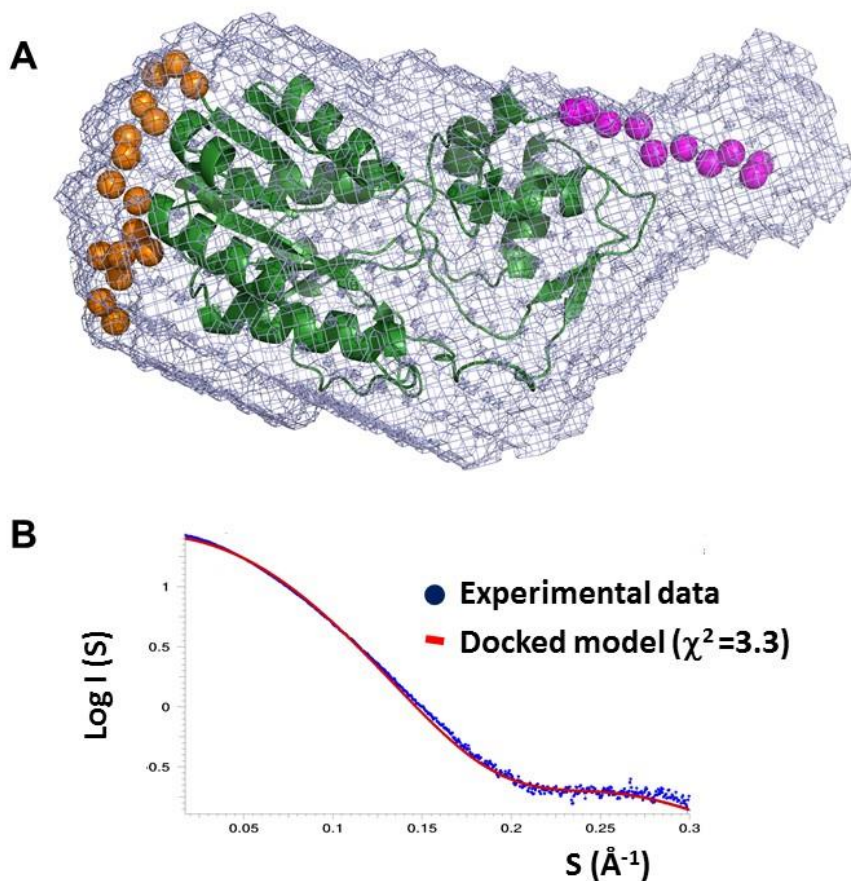 A
B
Experimental data
Docked model (χ²=3.3)
Log I (S)
1
0.5
0
-0.5
0.05
0.1
0.15
0.2
0.25
0.3
S (Å⁻¹)